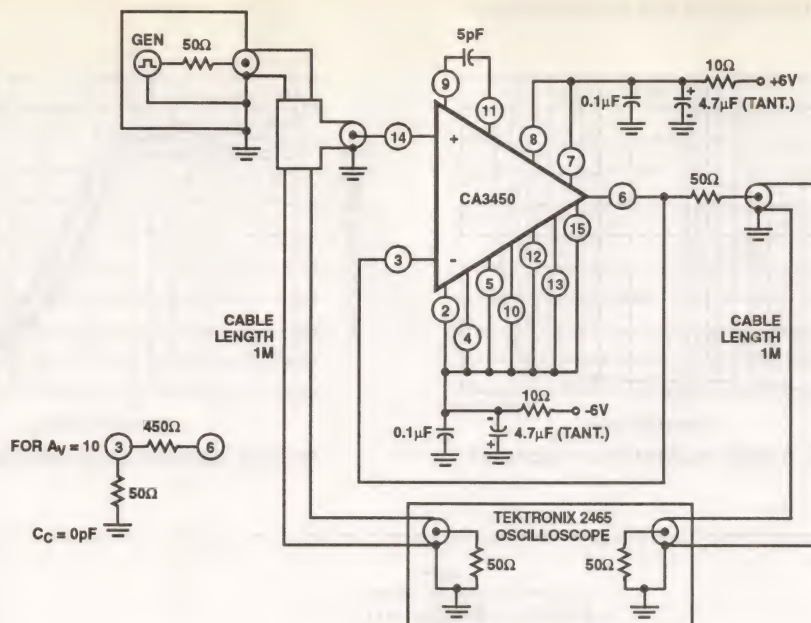 GEN
50Ω
5pF
9
11
10Ω
+6V
0.1µF
+
-
4.7µF (TANT.)
14
+
8
7
CA3450
6
50Ω
15
3
-
12
13
5
2
10
4
CABLE
LENGTH
1M
CABLE
LENGTH
1M
10Ω
-6V
0.1µF
-
+
4.7µF (TANT.)
450Ω
FOR AV = 10
3
6
50Ω
CC = 0pF
TEKTRONIX 2465
OSCILLOSCOPE
50Ω
50Ω